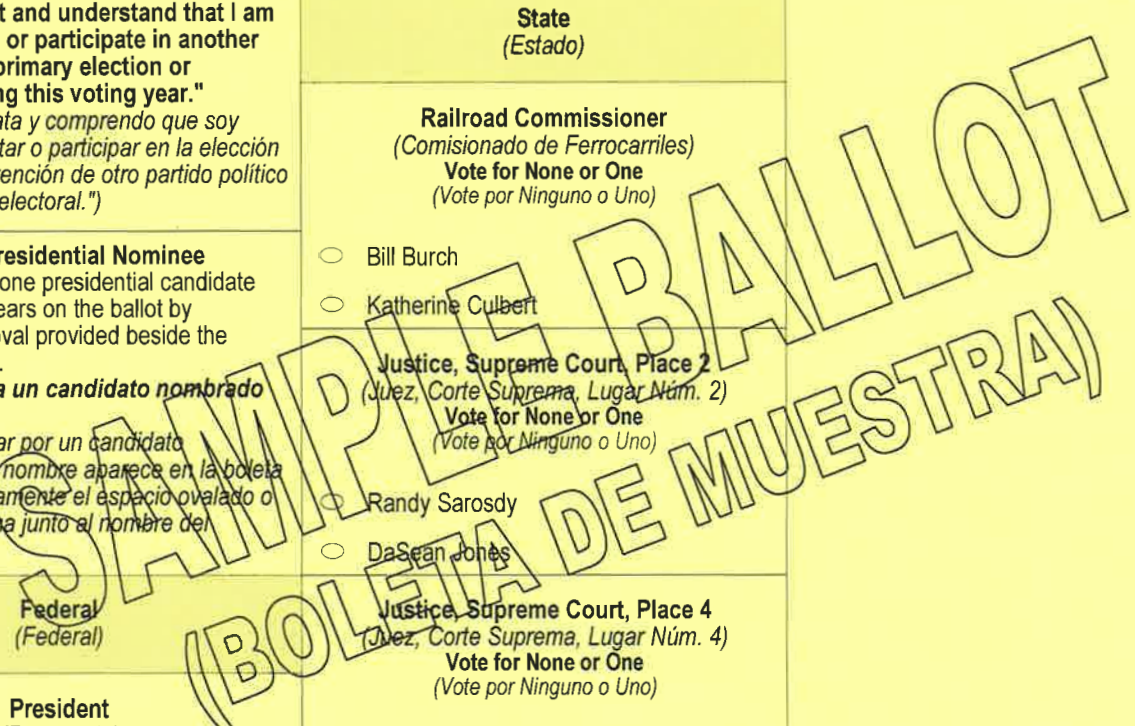 t and understand that I am
or participate in another
primary election or
ng this voting year."
ata y comprendo que soy
tar o participar en la elección
ención de otro partido político
electoral.")
residential Nominee
one presidential candidate
ears on the ballot by
oval provided beside the
a un candidato nombrado
ar por un candidato
nombre aparece en la boleta
amente el espacio ovalado o
a junto al nombre del
Federal
(Federal)
President
State
(Estado)
Railroad Commissioner
(Comisionado de Ferrocarriles)
Vote for None or One
(Vote por Ninguno o Uno)
Bill Burch
Katherine Culbert
Justice, Supreme Court, Place 2
(Juez, Corte Suprema, Lugar Núm. 2)
Vote for None or One
(Vote por Ninguno o Uno)
Randy Sarosdy
DaSean Jones
Justice, Supreme Court, Place 4
(Juez, Corte Suprema, Lugar Núm. 4)
Vote for None or One
(Vote por Ninguno o Uno)
SAMPLE BALLOT
(BOLETA DE MUESTRA)